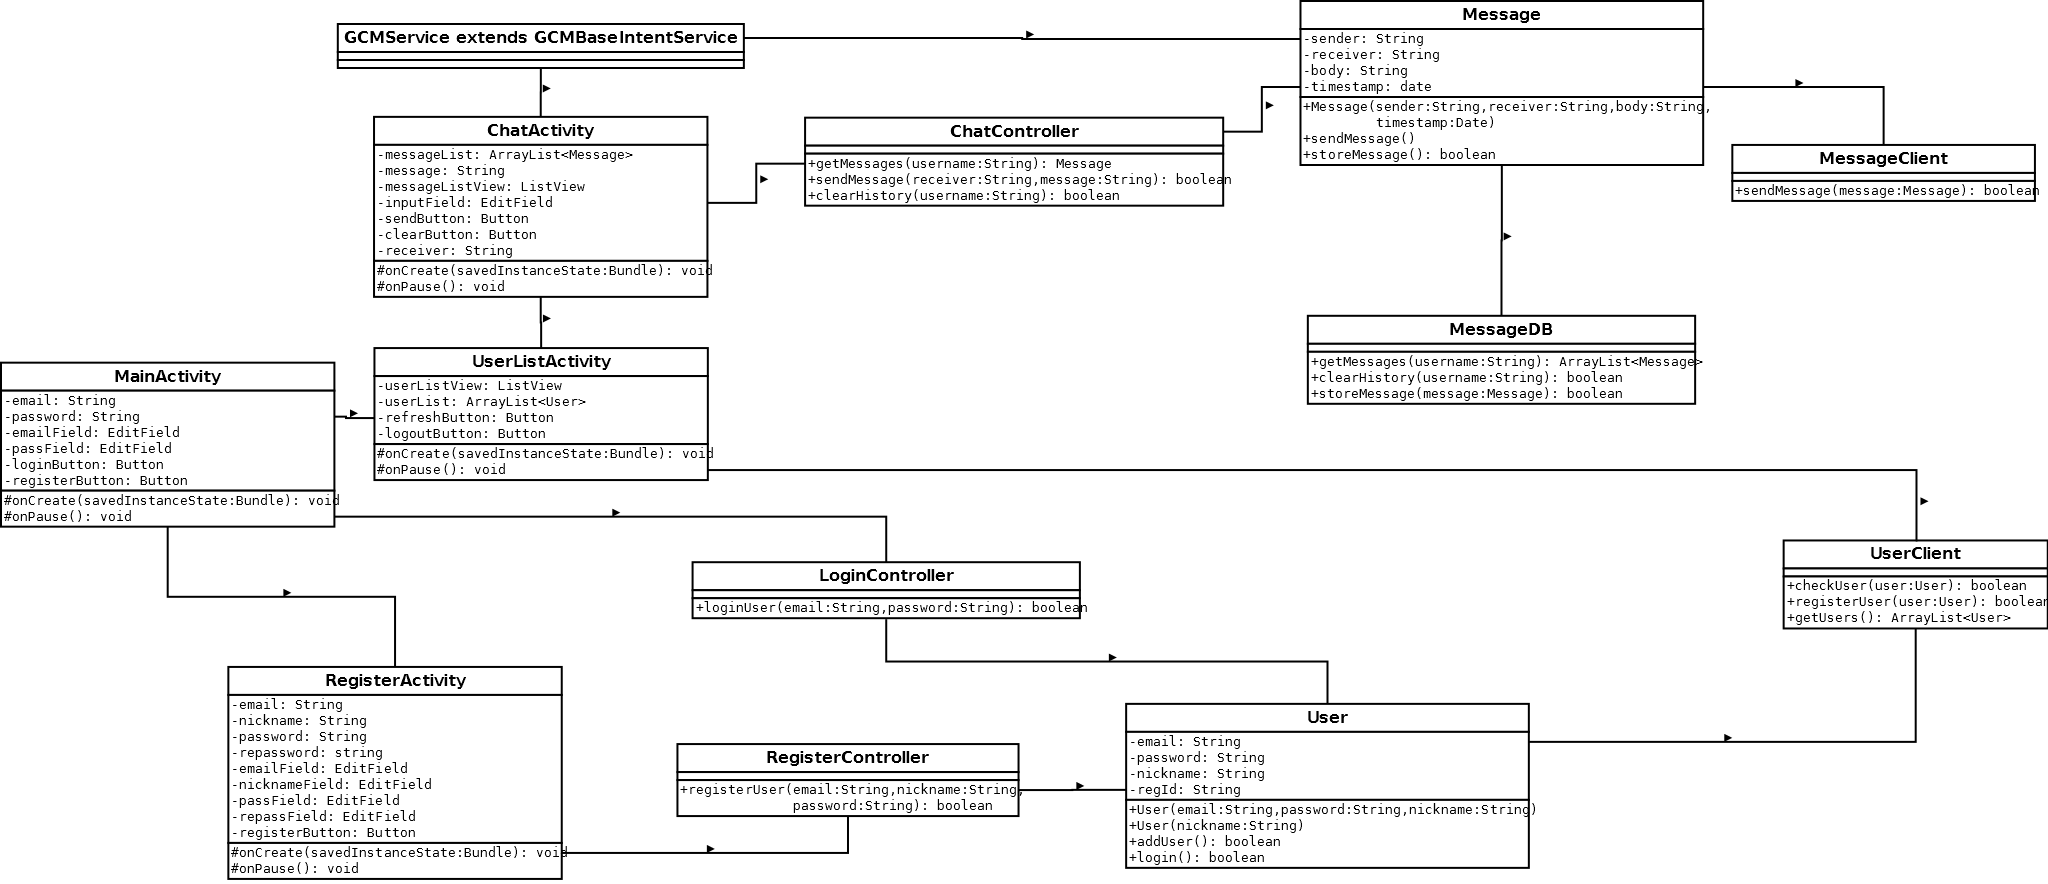 GCMService extends GCMBaseIntentService
Message
-sender: String
-receiver: String
-body: String
-timestamp: date
+Message(sender:String,receiver:String,body:String,
timestamp:Date)
+sendMessage()
+storeMessage(): boolean
ChatActivity
-messageList: ArrayList<Message>
-message: String
-messageListView: ListView
-inputField: EditField
-sendButton: Button
-clearButton: Button
-receiver: String
#onCreate(savedInstanceState:Bundle): void
#onPause(): void
ChatController
+getMessages(username:String): Message
+sendMessage(receiver:String,message:String): boolean
+clearHistory(username:String): boolean
MessageClient
+sendMessage(message:Message): boolean
MessageDB
+getMessages(username:String): ArrayList<Message>
+clearHistory(username:String): boolean
+storeMessage(message:Message): boolean
MainActivity
-email: String
-password: String
-emailField: EditField
-passField: EditField
-loginButton: Button
-registerButton: Button
#onCreate(savedInstanceState:Bundle): void
#onPause(): void
UserListActivity
-userListView: ListView
-userList: ArrayList<User>
-refreshButton: Button
-logoutButton: Button
#onCreate(savedInstanceState:Bundle): void
#onPause(): void
LoginController
+loginUser(email:String,password:String): boolean
UserClient
+checkUser(user:User): boolean
+registerUser(user:User): boolean
+getUsers(): ArrayList<User>
RegisterActivity
-email: String
-nickname: String
-password: String
-repassword: string
-emailField: EditField
-nicknameField: EditField
-passField: EditField
-repassField: EditField
-registerButton: Button
#onCreate(savedInstanceState:Bundle): void
#onPause(): void
RegisterController
+registerUser(email:String,nickname:String,
password:String): boolean
User
-email: String
-password: String
-nickname: String
-regId: String
+User(email:String,password:String,nickname:String)
+User(nickname:String)
+addUser(): boolean
+login(): boolean